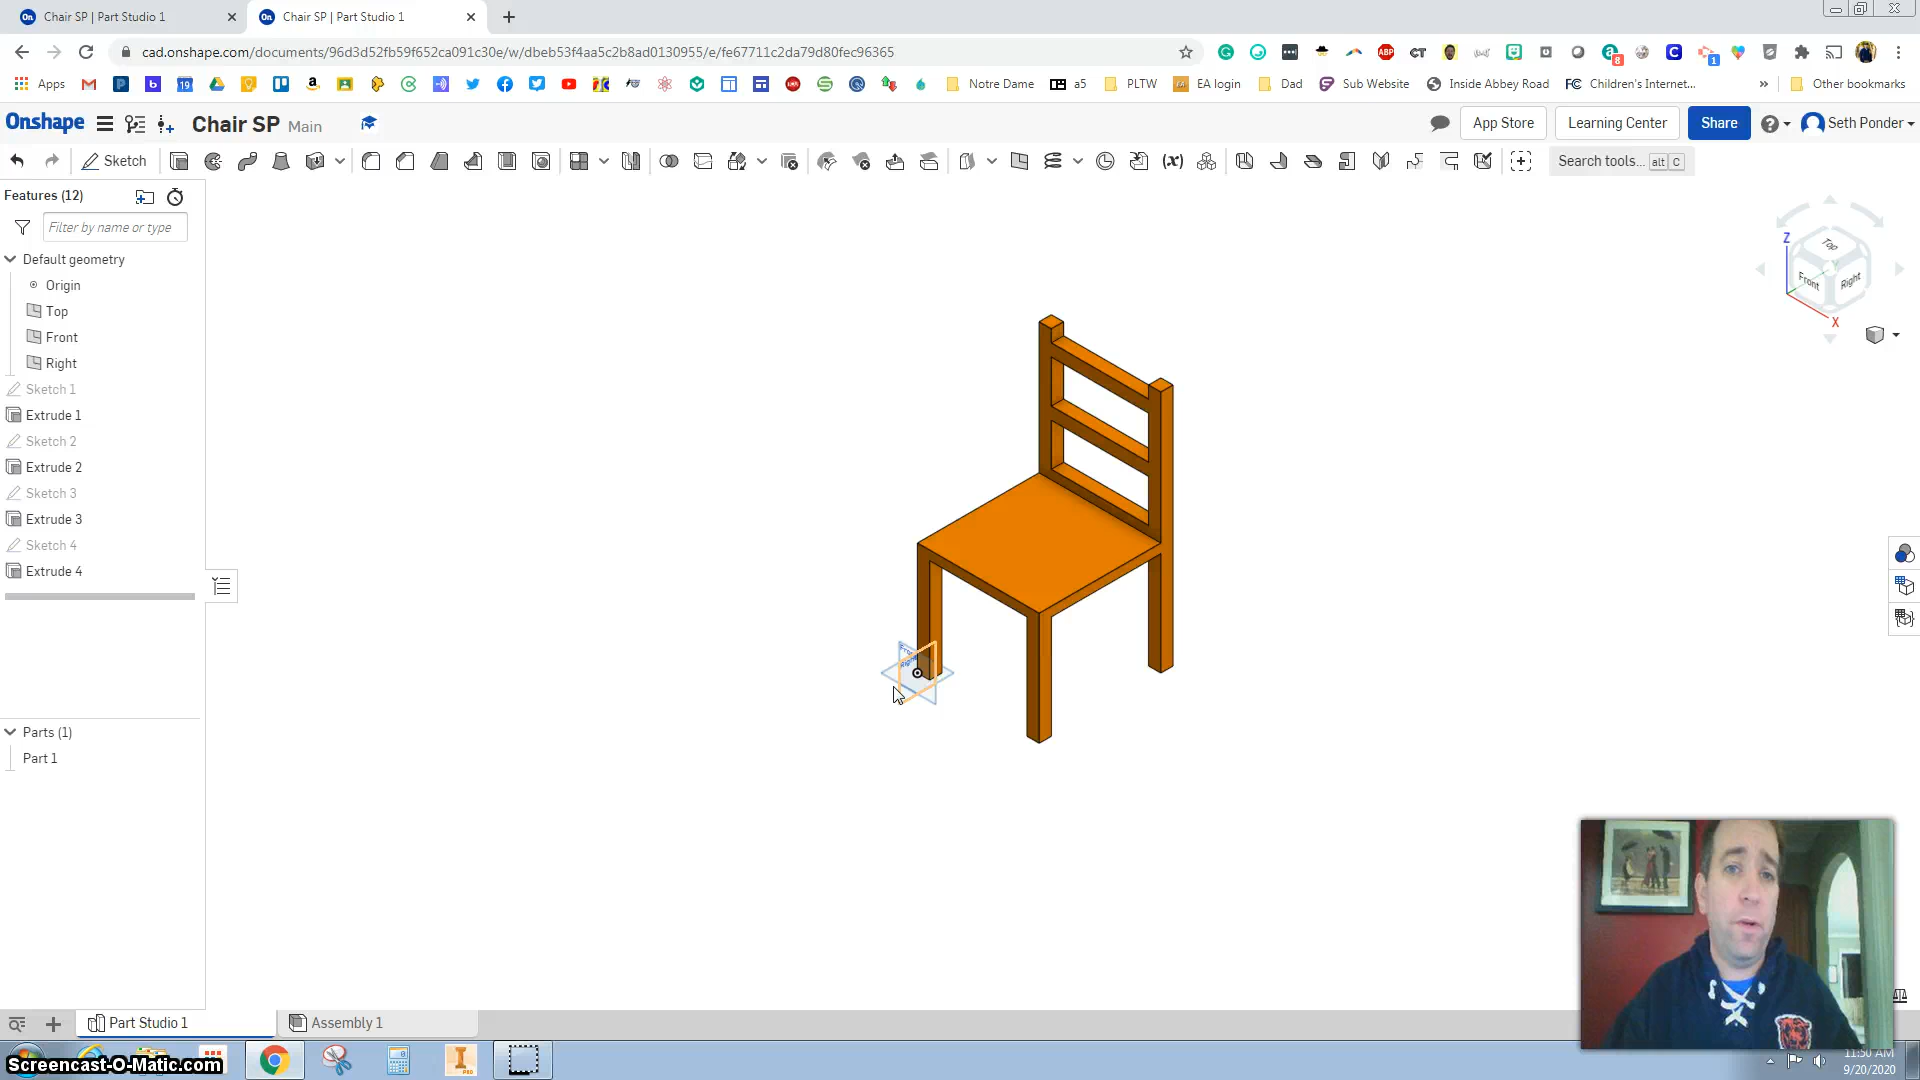 Chair SP | Part Studio 1
Chair SP | Part Studio 1
cad.onshape.com/documents/96d3d52fb59f652ca091c30e/w/dbeb53f4aa5c2b8ad0130955/e/fe67711c2da79d80fec96365
Apps
Notre Dame
a5
PLTW
EA login
Dad
Sub Website
Inside Abbey Road
Children's Internet...
»
Other bookmarks
Onshape
Chair SP Main
App Store
Learning Center
Share
Seth Ponder
Sketch
Search tools... alt C
Features (12)
Filter by name or type
Default geometry
Origin
Top
Front
Right
Sketch 1
Extrude 1
Sketch 2
Extrude 2
Sketch 3
Extrude 3
Sketch 4
Extrude 4
Parts (1)
Part 1
Z
Top
Front
Right
X
Part Studio 1
Assembly 1
Screencast-O-Matic.com
11:50 AM
9/20/2020